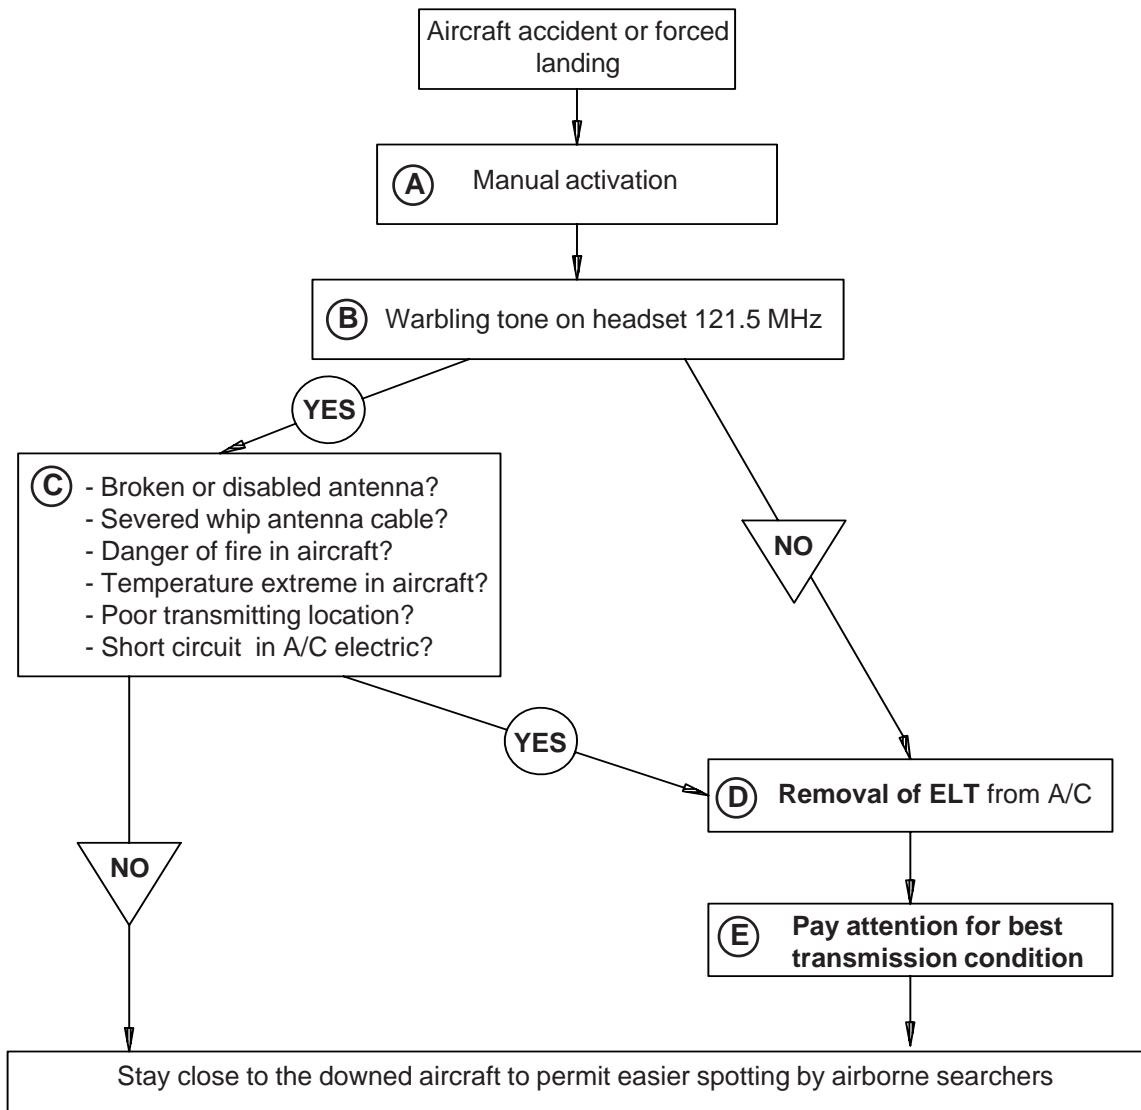 Aircraft accident or forced
landing
A Manual activation
B Warbling tone on headset 121.5 MHz
YES
C - Broken or disabled antenna?
- Severed whip antenna cable?
- Danger of fire in aircraft?
- Temperature extreme in aircraft?
- Poor transmitting location?
- Short circuit in A/C electric?
NO
YES
D Removal of ELT from A/C
NO
E Pay attention for best
transmission condition
Stay close to the downed aircraft to permit easier spotting by airborne searchers